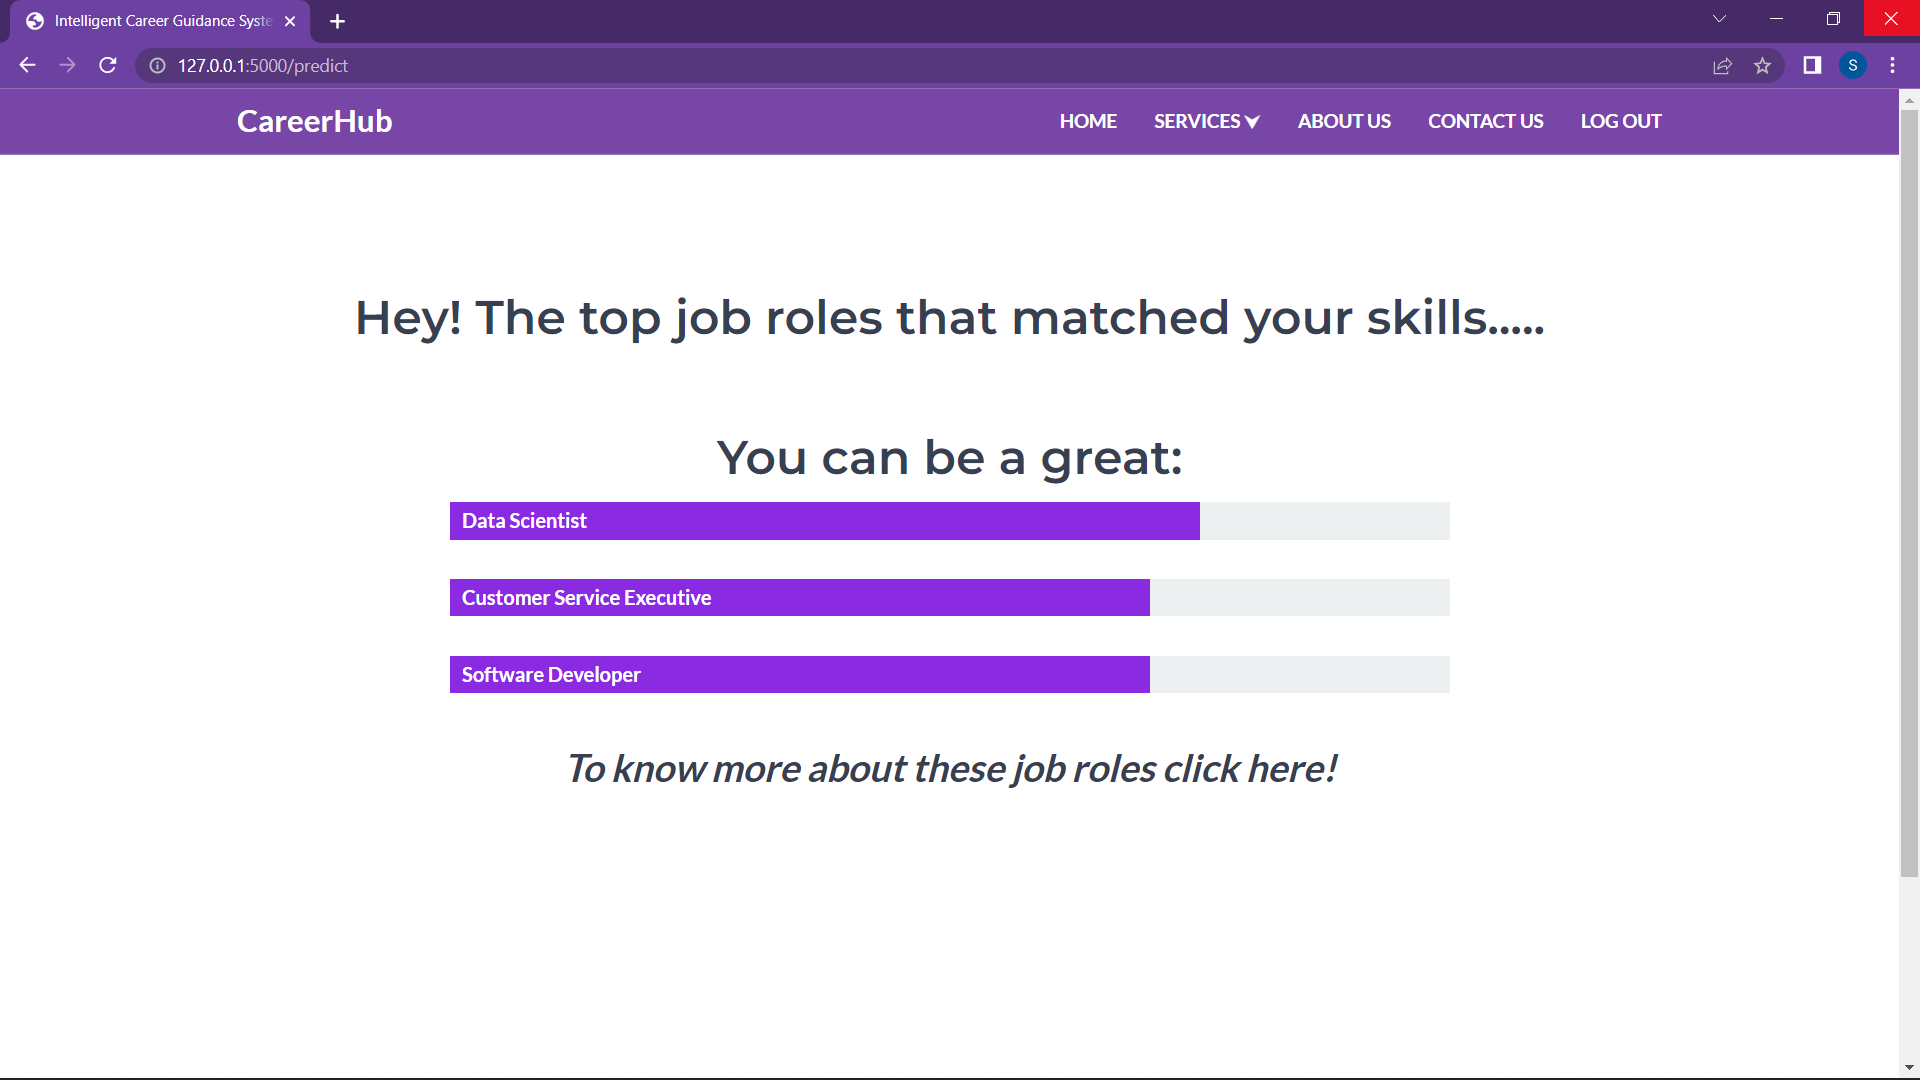 Intelligent Career Guidance Syste
127.0.0.1:5000/predict
S
CareerHub
HOME
SERVICES
ABOUT US
CONTACT US
LOG OUT
Hey! The top job roles that matched your skills.....
You can be a great:
Data Scientist
Customer Service Executive
Software Developer
To know more about these job roles click here!